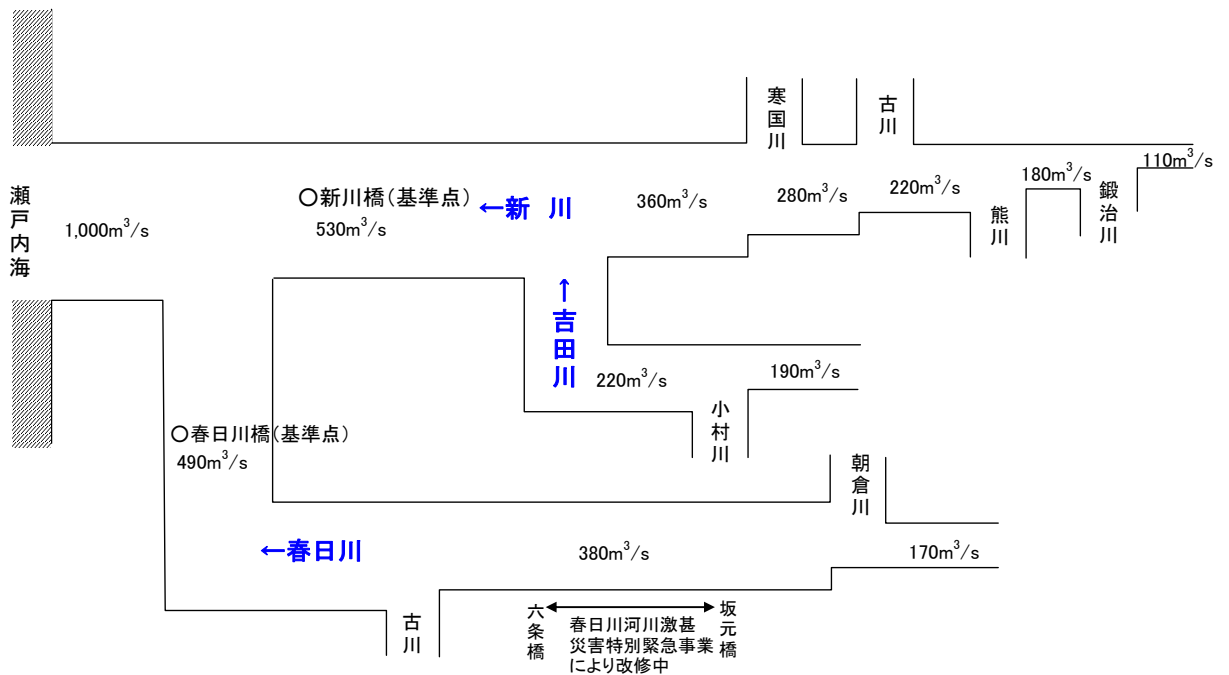 寒国川
古川
110m³/s
180m³/s
鍛冶川
220m³/s
熊川
280m³/s
360m³/s
←新 川
○新川橋(基準点)
530m³/s
瀬戸内海
1,000m³/s
↑吉田川
220m³/s
190m³/s
小村川
○春日川橋(基準点)
490m³/s
朝倉川
←春日川
380m³/s
170m³/s
古川
六条橋
坂元橋
春日川河川激甚
災害特別緊急事業
により改修中